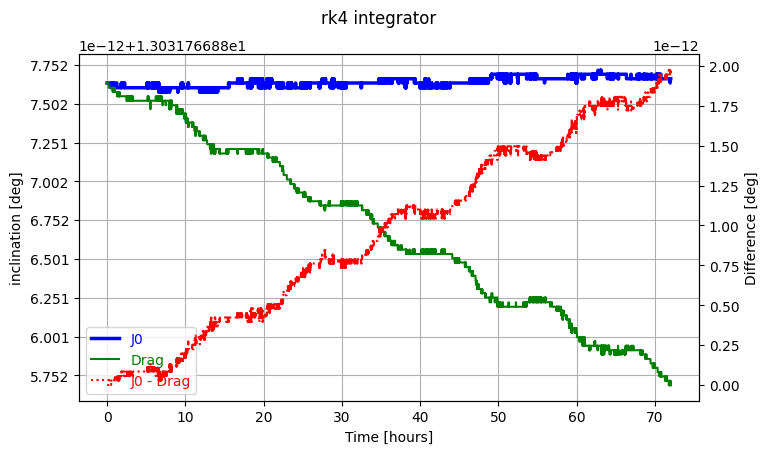 rk4 integrator
1e−12+1.303176688e1
1e−12
7.752
7.502
7.251
7.002
6.752
6.501
6.251
6.001
5.752
inclination [deg]
2.00
1.75
1.50
1.25
1.00
0.75
0.50
0.25
0.00
Difference [deg]
J0
Drag
J0 - Drag
0 10 20 30 40 50 60 70
Time [hours]